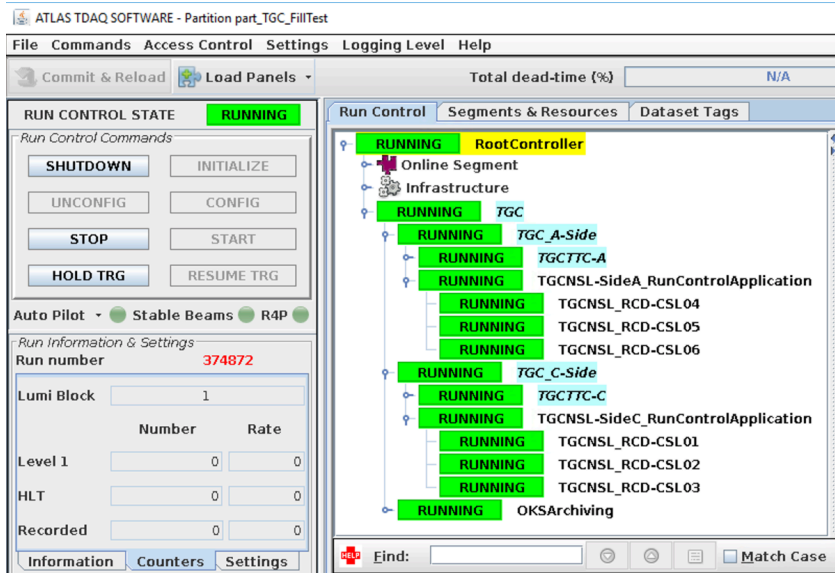 ATLAS TDAQ SOFTWARE - Partition part_TGC_FillTest
File Commands Access Control Settings Logging Level Help
Commit & Reload Load Panels Total dead-time (%) N/A
RUN CONTROL STATE RUNNING
Run Control Commands
SHUTDOWN INITIALIZE
UNCONFIG CONFIG
STOP START
HOLD TRG RESUME TRG
Auto Pilot Stable Beams R4P
Run Information & Settings
Run number 374872
Lumi Block 1
Number Rate
Level 1 0 0
HLT 0 0
Recorded 0 0
Information Counters Settings
Run Control Segments & Resources Dataset Tags
RUNNING RootController
Online Segment
Infrastructure
RUNNING TGC
RUNNING TGC_A-Side
RUNNING TGCTTC-A
RUNNING TGCNSL-SideA_RunControlApplication
RUNNING TGCNSL_RCD-CSL04
RUNNING TGCNSL_RCD-CSL05
RUNNING TGCNSL_RCD-CSL06
RUNNING TGC_C-Side
RUNNING TGCTTC-C
RUNNING TGCNSL-SideC_RunControlApplication
RUNNING TGCNSL_RCD-CSL01
RUNNING TGCNSL_RCD-CSL02
RUNNING TGCNSL_RCD-CSL03
RUNNING OKSArchiving
HELP Find: Match Case